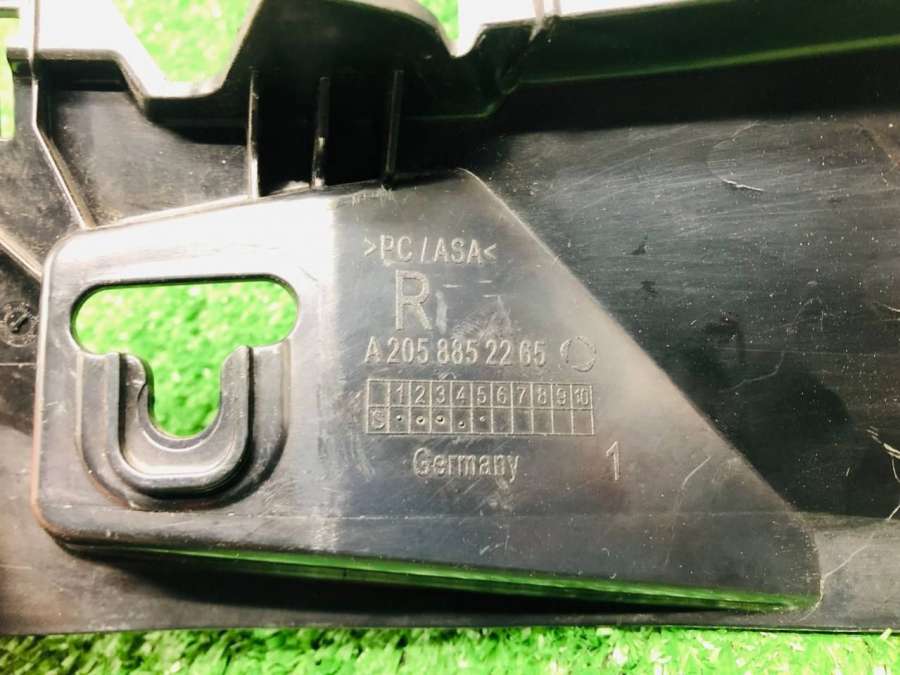 >PC/ASA<
R
A 205 885 22 65
1 2 3 4 5 6 7 8 9 10
S
Germany 1